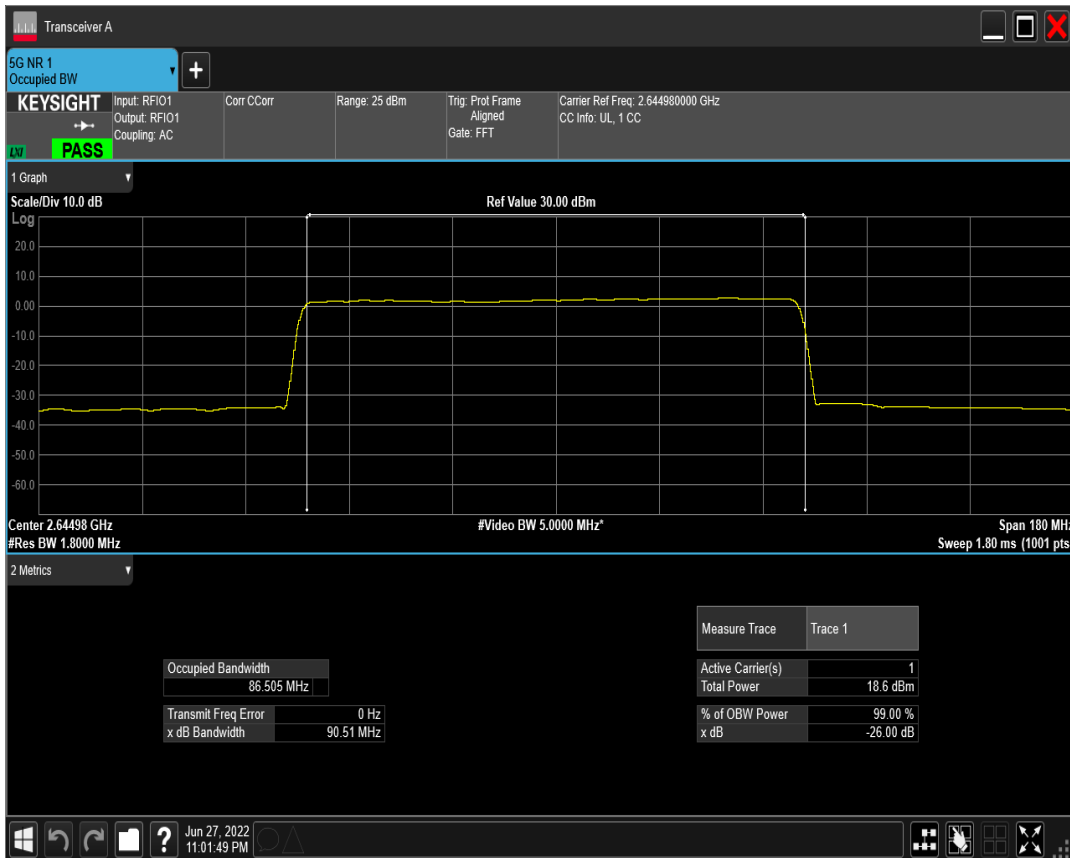 Transceiver A
5G NR 1
Occupied BW
+
KEYSIGHT
LXI
PASS
Input: RFIO1
Output: RFIO1
Coupling: AC
Corr CCorr
Range: 25 dBm
Trig: Prot Frame
Aligned
Gate: FFT
Carrier Ref Freq: 2.644980000 GHz
CC Info: UL, 1 CC
1 Graph
Scale/Div 10.0 dB
Ref Value 30.00 dBm
Log
20.0
10.0
0.00
-10.0
-20.0
-30.0
-40.0
-50.0
-60.0
Center 2.64498 GHz
#Video BW 5.0000 MHz*
Span 180 MHz
#Res BW 1.8000 MHz
Sweep 1.80 ms (1001 pts
2 Metrics
Measure Trace Trace 1
Occupied Bandwidth
86.505 MHz
Active Carrier(s) 1
Total Power 18.6 dBm
Transmit Freq Error 0 Hz
x dB Bandwidth 90.51 MHz
% of OBW Power 99.00 %
x dB -26.00 dB
?
Jun 27, 2022
11:01:49 PM